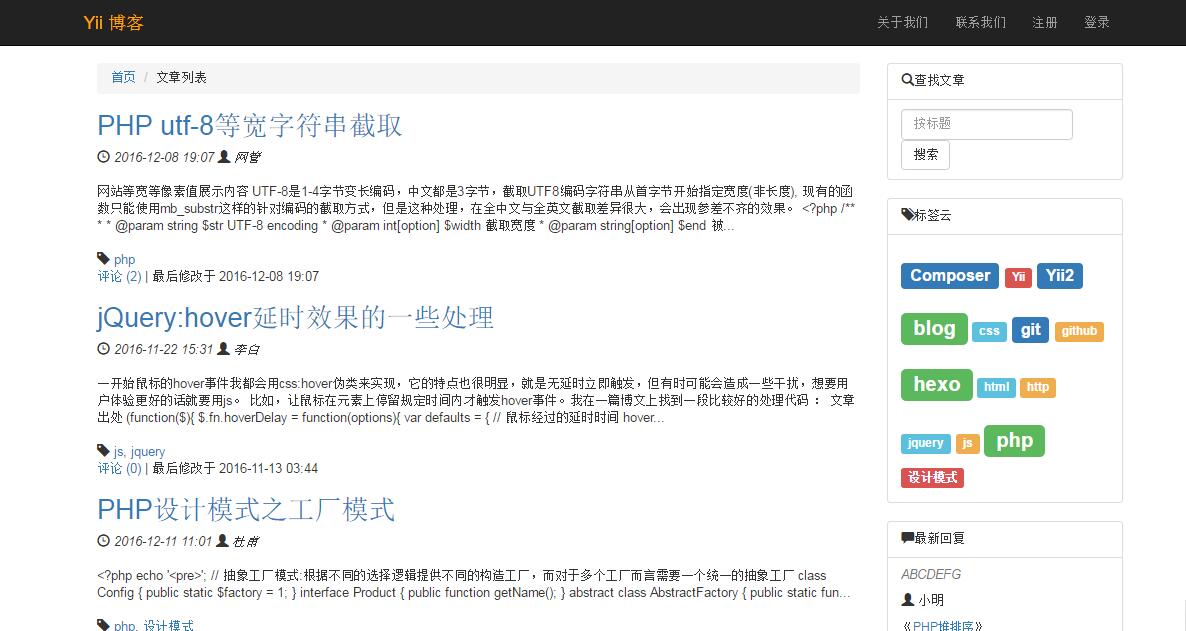 Yii 博客
关于我们 联系我们 注册 登录
首页 / 文章列表
PHP utf-8等宽字符串截取
2016-12-08 19:07 网管
网站等宽等像素值展示内容 UTF-8是1-4字节变长编码，中文都是3字节，截取UTF8编码字符串从首字节开始指定宽度(非长度), 现有的函
数只能使用mb_substr这样的针对编码的截取方式，但是这种处理，在全中文与全英文截取差异很大，会出现参差不齐的效果。 <?php /**
* * @param string $str UTF-8 encoding * @param int[option] $width 截取宽度 * @param string[option] $end 被...
php
评论 (2) | 最后修改于 2016-12-08 19:07
jQuery:hover延时效果的一些处理
2016-11-22 15:31 李白
一开始鼠标的hover事件我都会用css:hover伪类来实现，它的特点也很明显，就是无延时立即触发，但有时可能会造成一些干扰，想要用
户体验更好的话就要用js。 比如，让鼠标在元素上停留规定时间内才触发hover事件。我在一篇博文上找到一段比较好的处理代码 ： 文章
出处 (function($){ $.fn.hoverDelay = function(options){ var defaults = { // 鼠标经过的延时时间 hover...
js, jquery
评论 (0) | 最后修改于 2016-11-13 03:44
PHP设计模式之工厂模式
2016-12-11 11:01 杜甫
<?php echo '<pre>'; // 抽象工厂模式:根据不同的选择逻辑提供不同的构造工厂，而对于多个工厂而言需要一个统一的抽象工厂 class
Config { public static $factory = 1; } interface Product { public function getName(); } abstract class AbstractFactory { public static fun...
php, 设计模式
查找文章
按标题
搜索
标签云
Composer Yii Yii2
blog css git github
hexo html http
jquery js php
设计模式
最新回复
ABCDEFG
小明
《PHP堆排序》